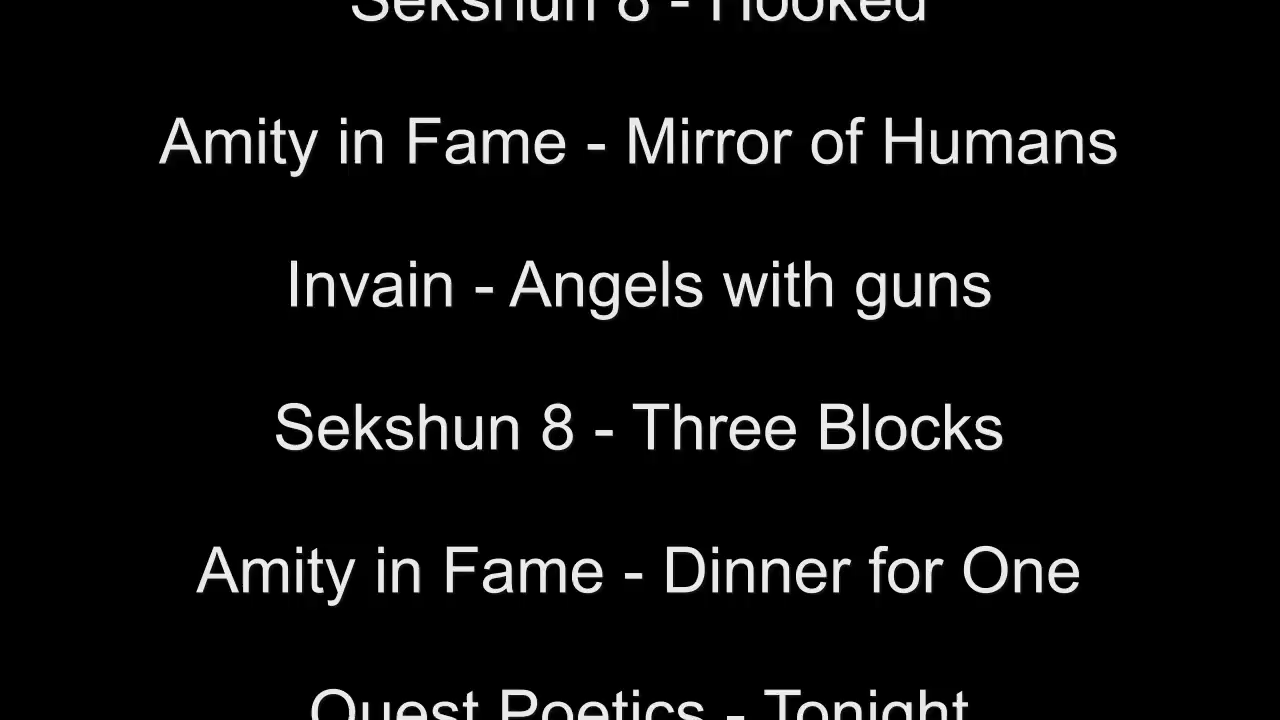 Sekshun 8 - Hooked
Amity in Fame - Mirror of Humans
Invain - Angels with guns
Sekshun 8 - Three Blocks
Amity in Fame - Dinner for One
Quest Poetics - Tonight